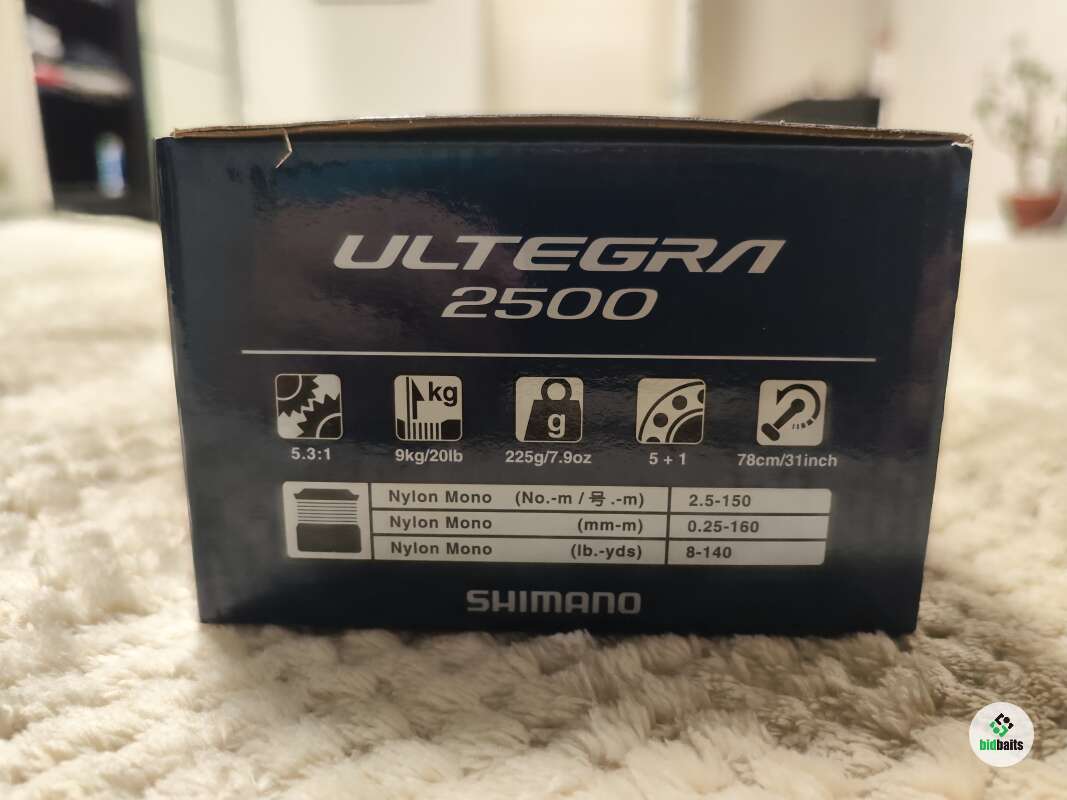 ULTEGRA
2500
kg
g
5.3:1 9kg/20lb 225g/7.9oz 5 + 1 78cm/31inch
Nylon Mono (No.-m / 号.-m) 2.5-150
Nylon Mono (mm-m) 0.25-160
Nylon Mono (lb.-yds) 8-140
SHIMANO
bidbaits